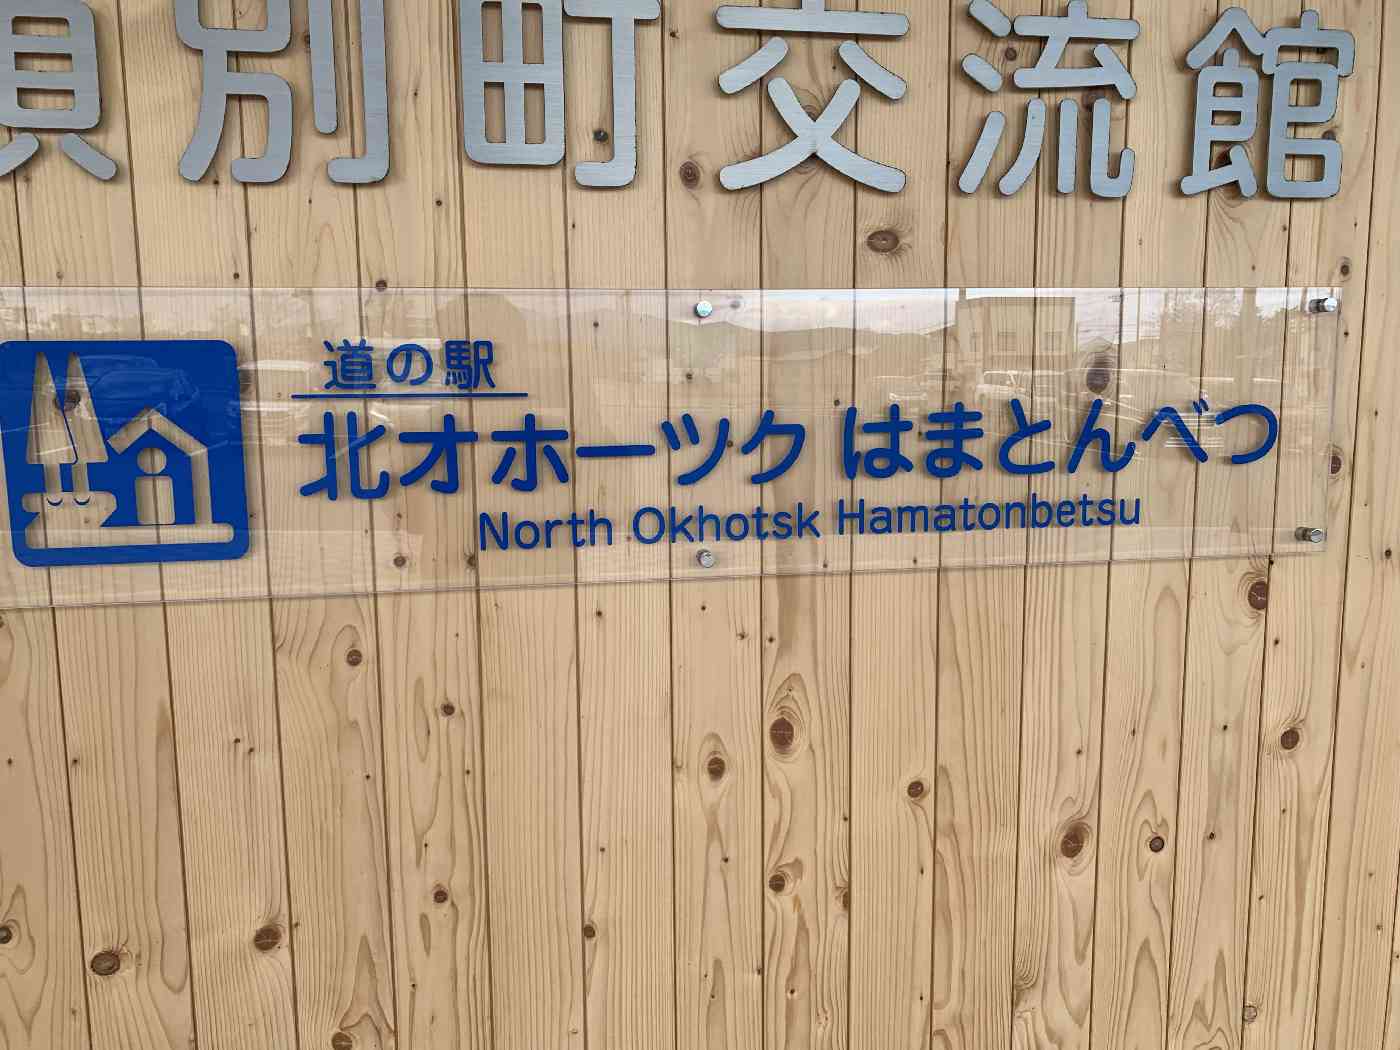 別町交流館
道の駅
北オホーツク はまとんべつ
North Okhotsk Hamatonbetsu